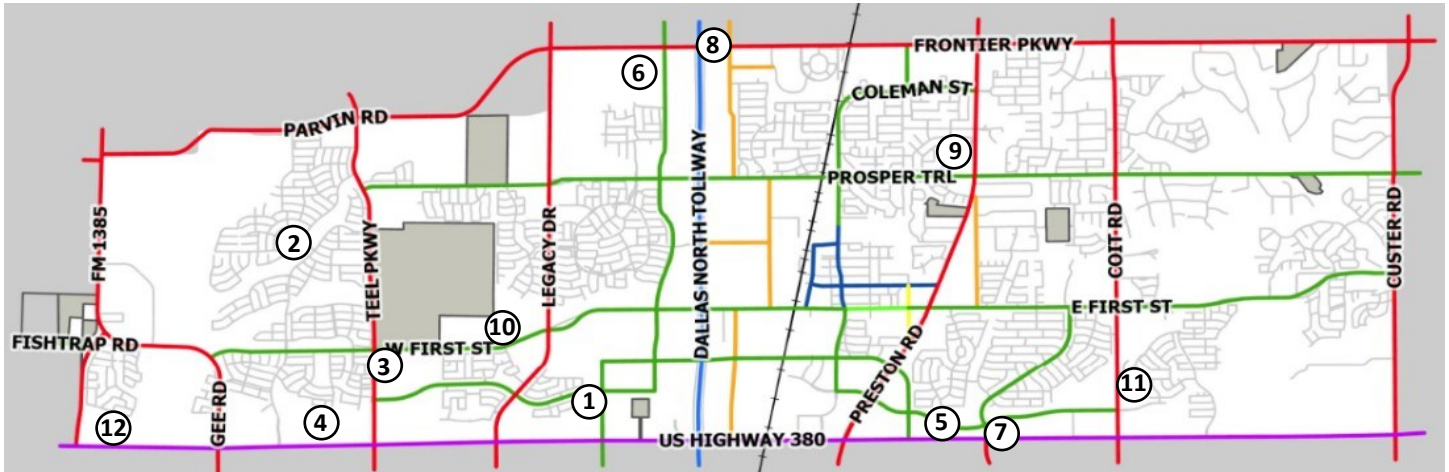 8
FRONTIER PKWY
6
COLEMAN ST
PARVIN RD
9
PROSPER TRL
2
FM 1385
TEEL PKWY
LEGACY DR
DALLAS NORTH TOLLWAY
COIT RD
CUSTER RD
E FIRST ST
10
FISHTRAP RD
W FIRST ST
3
PRESTON RD
11
1
12
GEE RD
4
5
7
US HIGHWAY 380